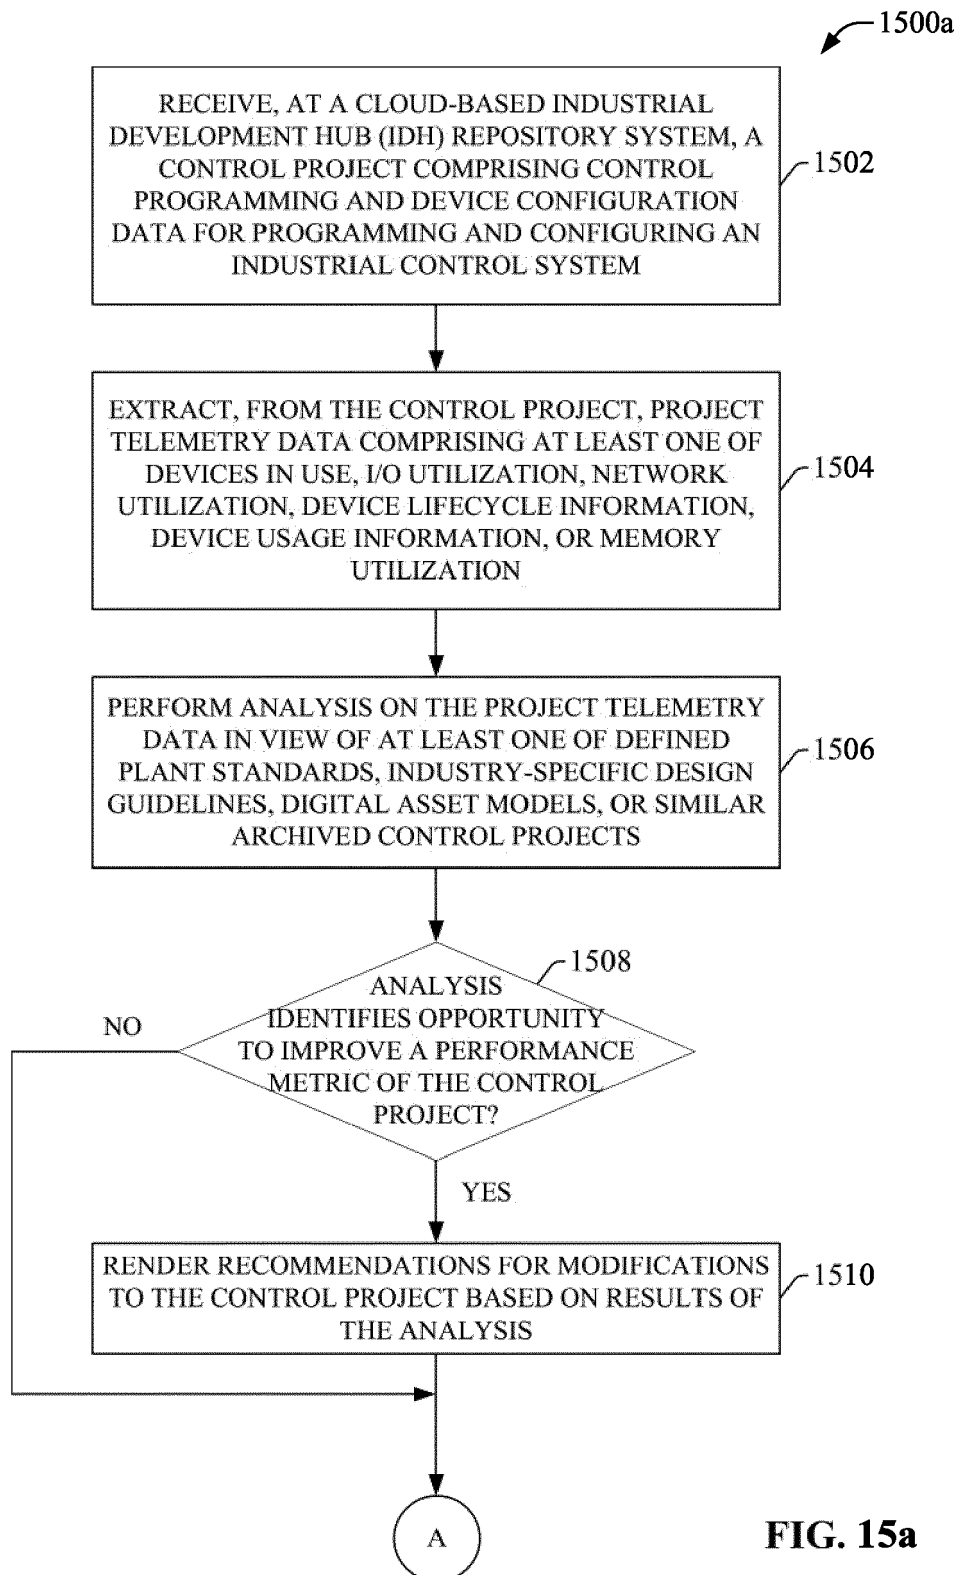 1500a
RECEIVE, AT A CLOUD-BASED INDUSTRIAL
DEVELOPMENT HUB (IDH) REPOSITORY SYSTEM, A
CONTROL PROJECT COMPRISING CONTROL
PROGRAMMING AND DEVICE CONFIGURATION
DATA FOR PROGRAMMING AND CONFIGURING AN
INDUSTRIAL CONTROL SYSTEM
1502
EXTRACT, FROM THE CONTROL PROJECT, PROJECT
TELEMETRY DATA COMPRISING AT LEAST ONE OF
DEVICES IN USE, I/O UTILIZATION, NETWORK
UTILIZATION, DEVICE LIFECYCLE INFORMATION,
DEVICE USAGE INFORMATION, OR MEMORY
UTILIZATION
1504
PERFORM ANALYSIS ON THE PROJECT TELEMETRY
DATA IN VIEW OF AT LEAST ONE OF DEFINED
PLANT STANDARDS, INDUSTRY-SPECIFIC DESIGN
GUIDELINES, DIGITAL ASSET MODELS, OR SIMILAR
ARCHIVED CONTROL PROJECTS
1506
1508
ANALYSIS
IDENTIFIES OPPORTUNITY
TO IMPROVE A PERFORMANCE
METRIC OF THE CONTROL
PROJECT?
NO
YES
RENDER RECOMMENDATIONS FOR MODIFICATIONS
TO THE CONTROL PROJECT BASED ON RESULTS OF
THE ANALYSIS
1510
A
FIG. 15a